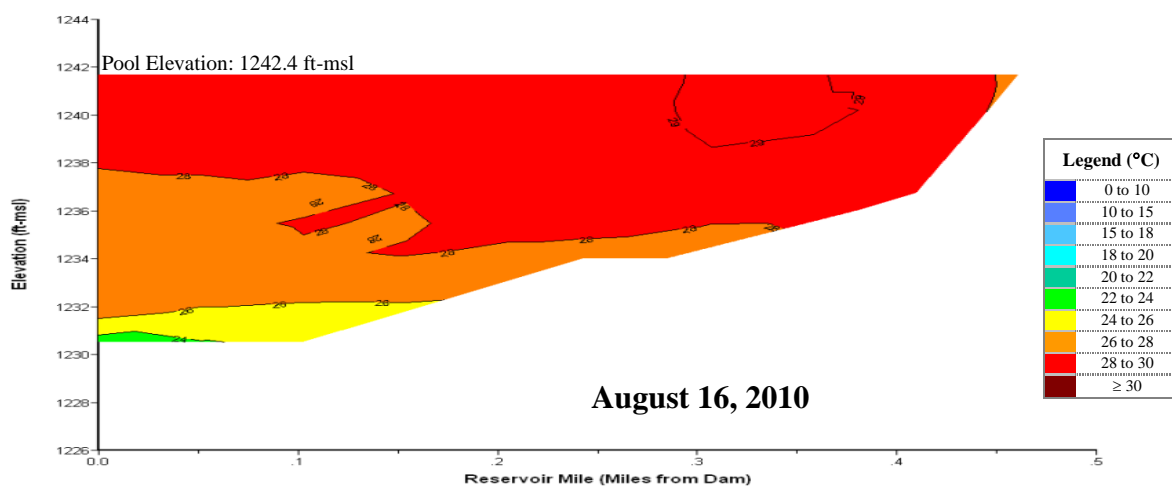 1244
1242
1240
1238
1236
1234
1232
1230
1228
1226
Elevation (ft-msl)
Pool Elevation: 1242.4 ft-msl
29
29
29
28
28
28
28
28
28
28
28
28
28
28
26
26
26
24
August 16, 2010
0.0 .1 .2 .3 .4 .5
Reservoir Mile (Miles from Dam)
Legend (°C)
0 to 10
10 to 15
15 to 18
18 to 20
20 to 22
22 to 24
24 to 26
26 to 28
28 to 30
≥ 30